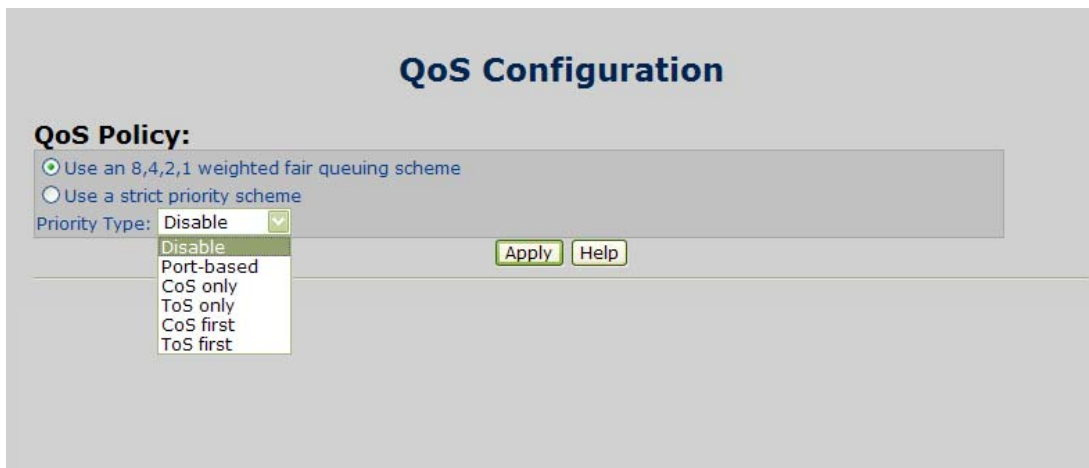 QoS Configuration
QoS Policy:
Use an 8,4,2,1 weighted fair queuing scheme
Use a strict priority scheme
Priority Type: Disable
Disable
Port-based
CoS only
ToS only
CoS first
ToS first
Apply Help